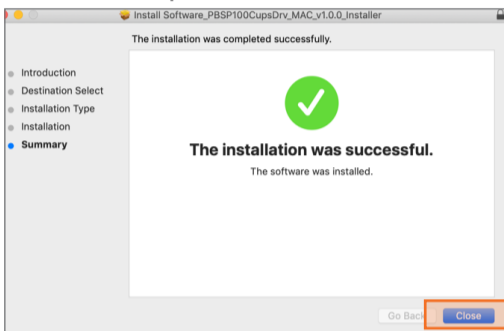 Install Software_PBSP100CupsDrv_MAC_v1.0.0_Installer
The installation was completed successfully.
Introduction
Destination Select
Installation Type
Installation
Summary
The installation was successful.
The software was installed.
Go Back
Close